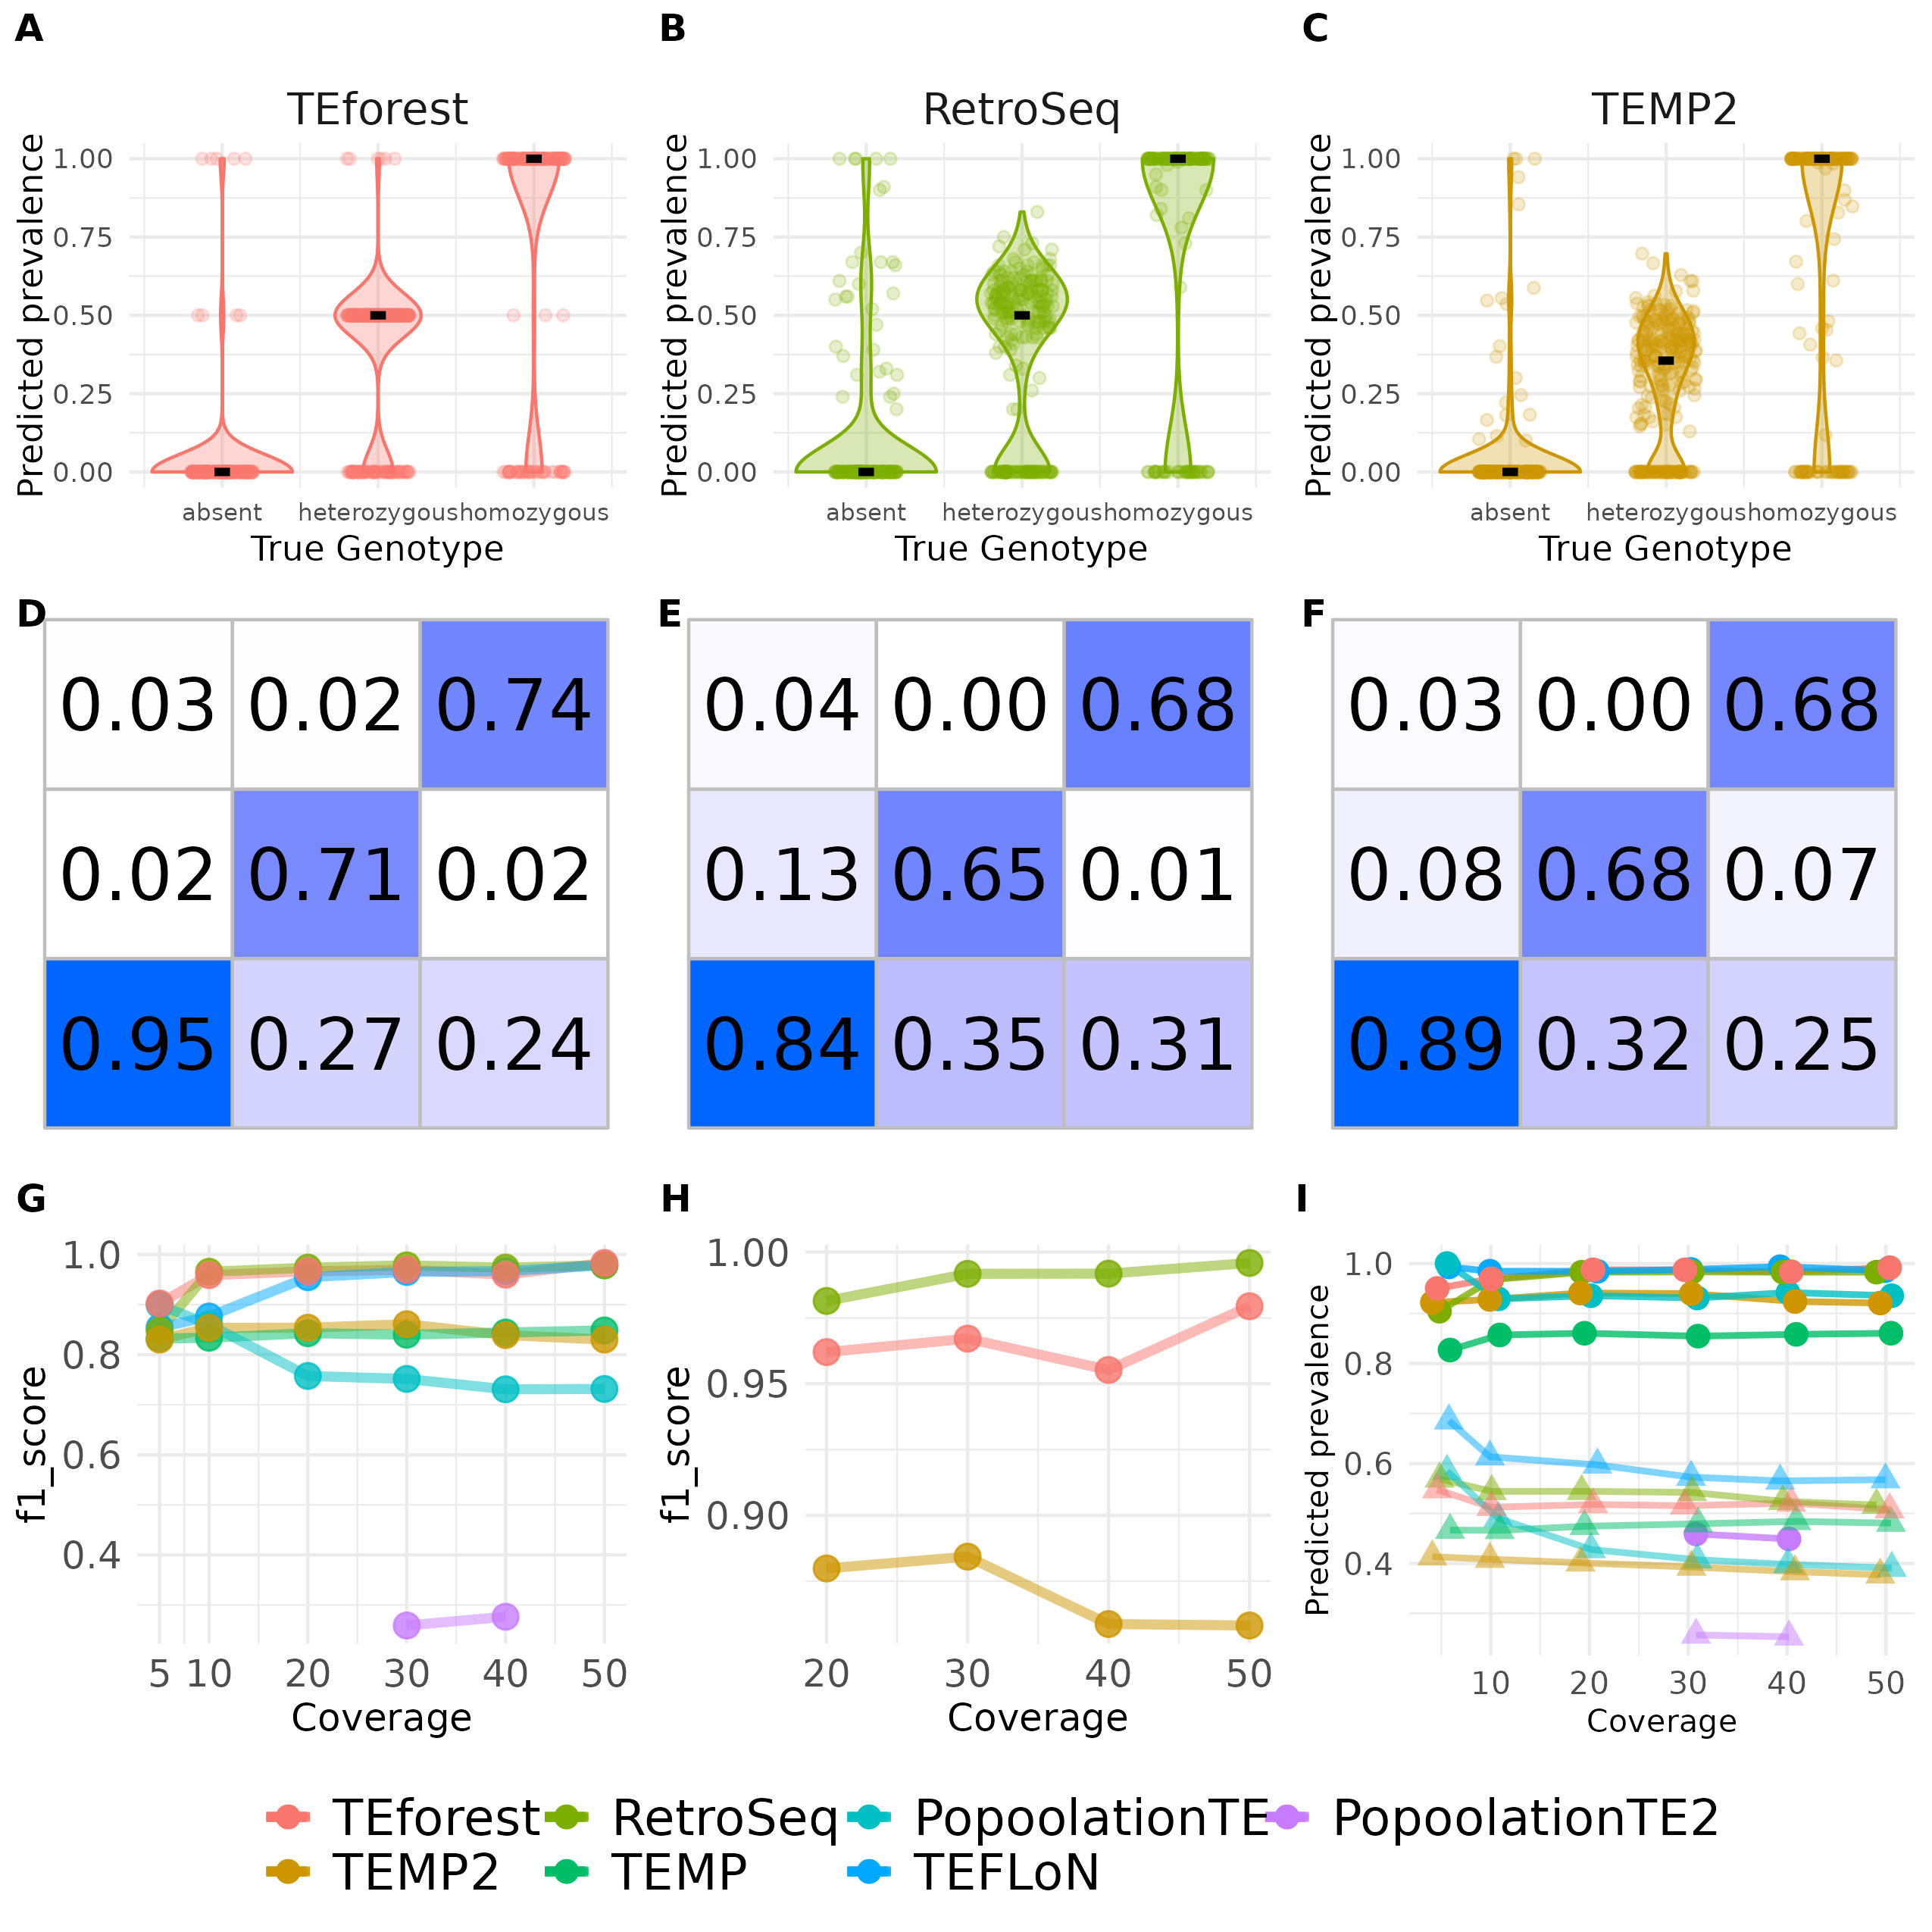 A
B
C
TEforest
RetroSeq
TEMP2
Predicted prevalence
1.00
0.75
0.50
0.25
0.00
absent
heterozygous
homozygous
True Genotype
Predicted prevalence
1.00
0.75
0.50
0.25
0.00
absent
heterozygous
homozygous
True Genotype
Predicted prevalence
1.00
0.75
0.50
0.25
0.00
absent
heterozygous
homozygous
True Genotype
D
0.03 0.02 0.74
0.02 0.71 0.02
0.95 0.27 0.24
E
0.04 0.00 0.68
0.13 0.65 0.01
0.84 0.35 0.31
F
0.03 0.00 0.68
0.08 0.68 0.07
0.89 0.32 0.25
G
f1_score
1.0
0.8
0.6
0.4
5 10 20 30 40 50
Coverage
H
f1_score
1.00
0.95
0.90
20 30 40 50
Coverage
I
Predicted prevalence
1.0
0.8
0.6
0.4
10 20 30 40 50
Coverage
TEforest RetroSeq PopoolationTE PopoolationTE2
TEMP2 TEMP TEFLoN